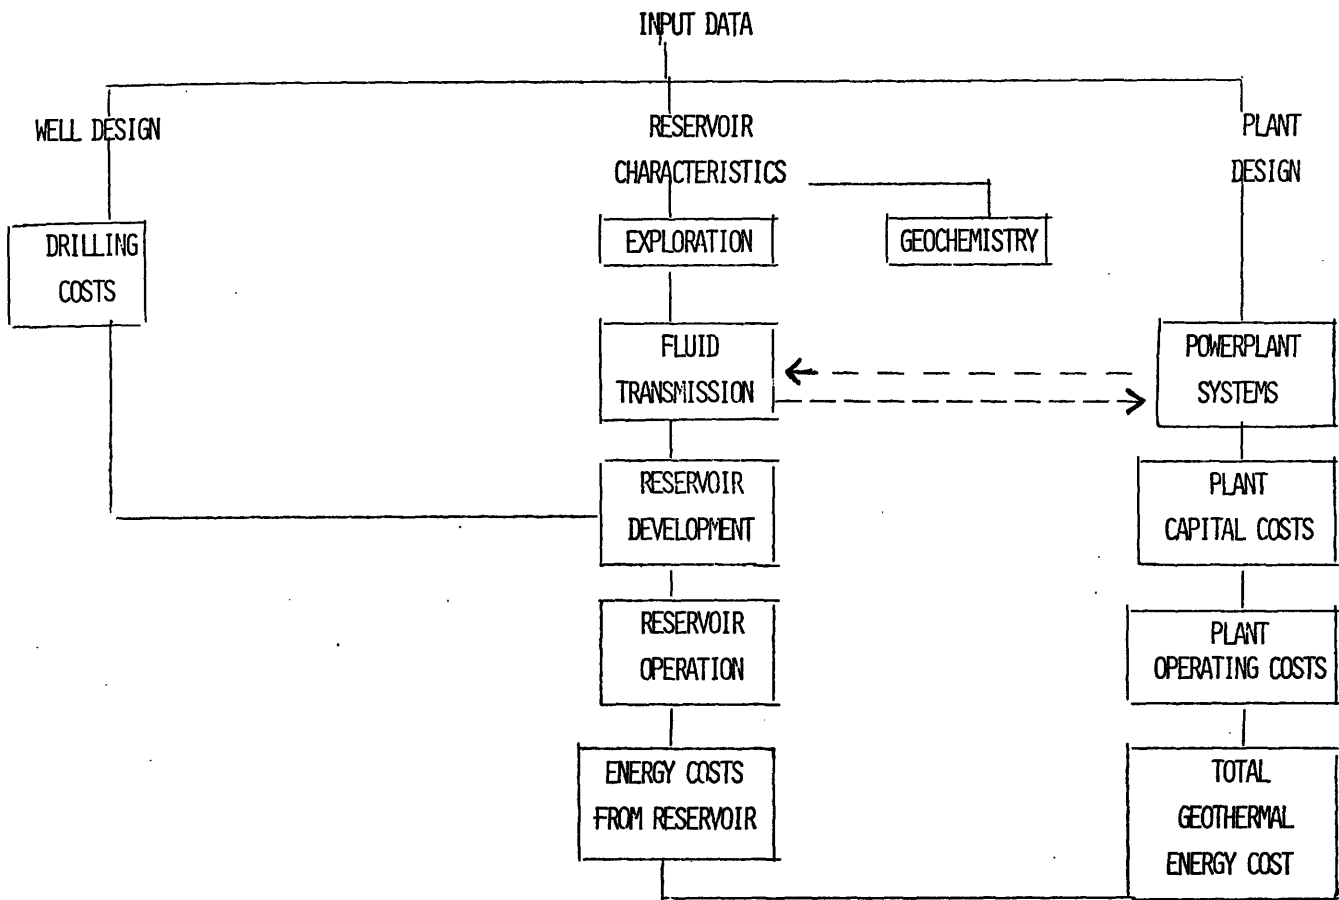 INPUT DATA
WELL DESIGN
RESERVOIR
CHARACTERISTICS
PLANT
DESIGN
DRILLING
COSTS
EXPLORATION
GEOCHEMISTRY
FLUID
TRANSMISSION
POWERPLANT
SYSTEMS
RESERVOIR
DEVELOPMENT
PLANT
CAPITAL COSTS
RESERVOIR
OPERATION
PLANT
OPERATING COSTS
ENERGY COSTS
FROM RESERVOIR
TOTAL
GEOTHERMAL
ENERGY COST